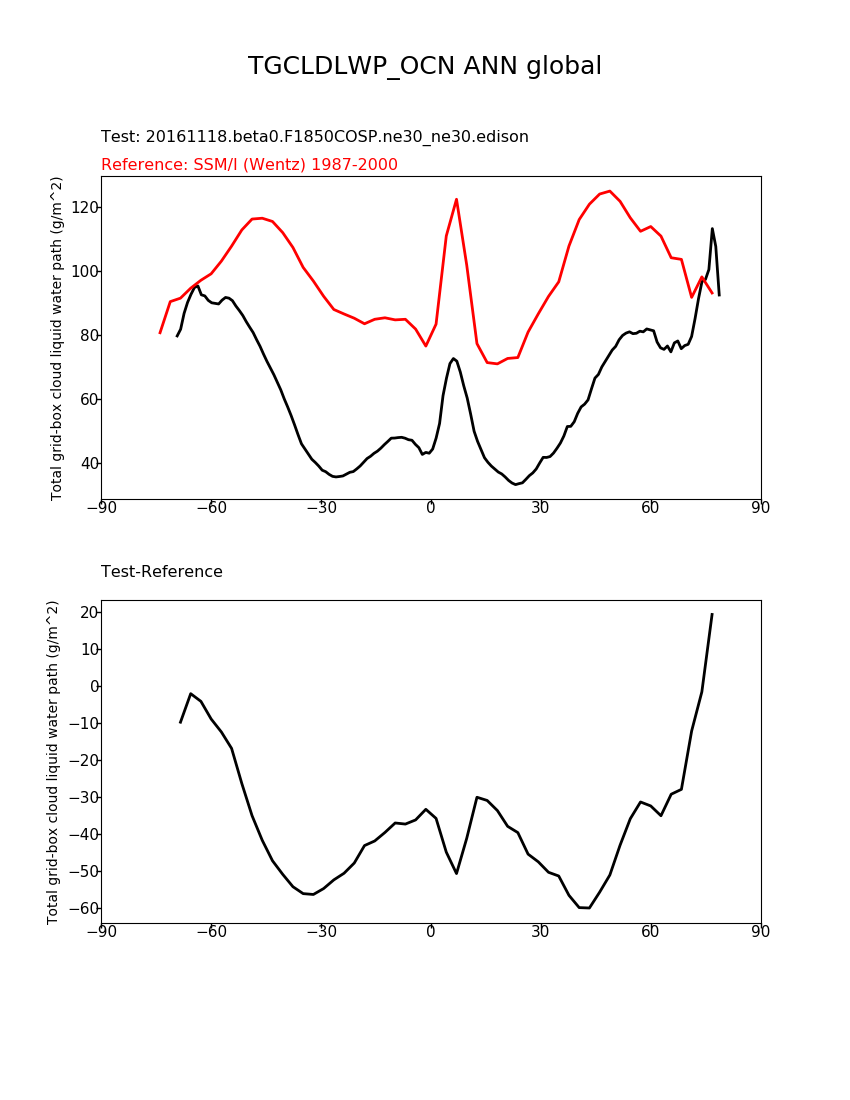 TGCLDLWP_OCN ANN global
Test: 20161118.beta0.F1850COSP.ne30_ne30.edison
Reference: SSM/I (Wentz) 1987-2000
Total grid-box cloud liquid water path (g/m^2)
120
100
80
60
40
−90 −60 −30 0 30 60 90
Test-Reference
Total grid-box cloud liquid water path (g/m^2)
20
10
0
−10
−20
−30
−40
−50
−60
−90 −60 −30 0 30 60 90